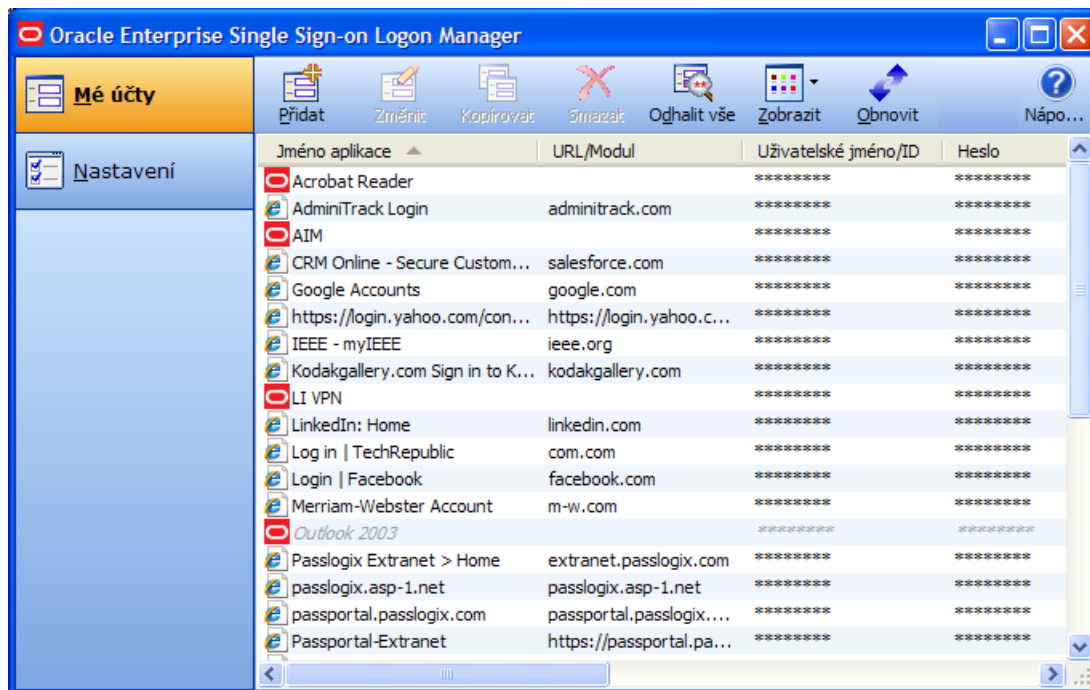 Oracle Enterprise Single Sign-on Logon Manager
Mé účty
Nastavení
Přidat Změnit Kopírovat Smazat Odhalit vše Zobrazit Obnovit Nápo...
Jméno aplikace URL/Modul Uživatelské jméno/ID Heslo
Acrobat Reader ******** ********
AdminiTrack Login adminitrack.com ******** ********
AIM ******** ********
CRM Online - Secure Custom... salesforce.com ******** ********
Google Accounts google.com ******** ********
https://login.yahoo.com/con... https://login.yahoo.c... ******** ********
IEEE - myIEEE ieee.org ******** ********
Kodakgallery.com Sign in to K... kodakgallery.com ******** ********
LI VPN ******** ********
LinkedIn: Home linkedin.com ******** ********
Log in | TechRepublic com.com ******** ********
Login | Facebook facebook.com ******** ********
Merriam-Webster Account m-w.com ******** ********
Outlook 2003 ******** ********
Passlogix Extranet > Home extranet.passlogix.com ******** ********
passlogix.asp-1.net passlogix.asp-1.net ******** ********
passportal.passlogix.com passportal.passlogix.... ******** ********
Passportal-Extranet https://passportal.pa... ******** ********